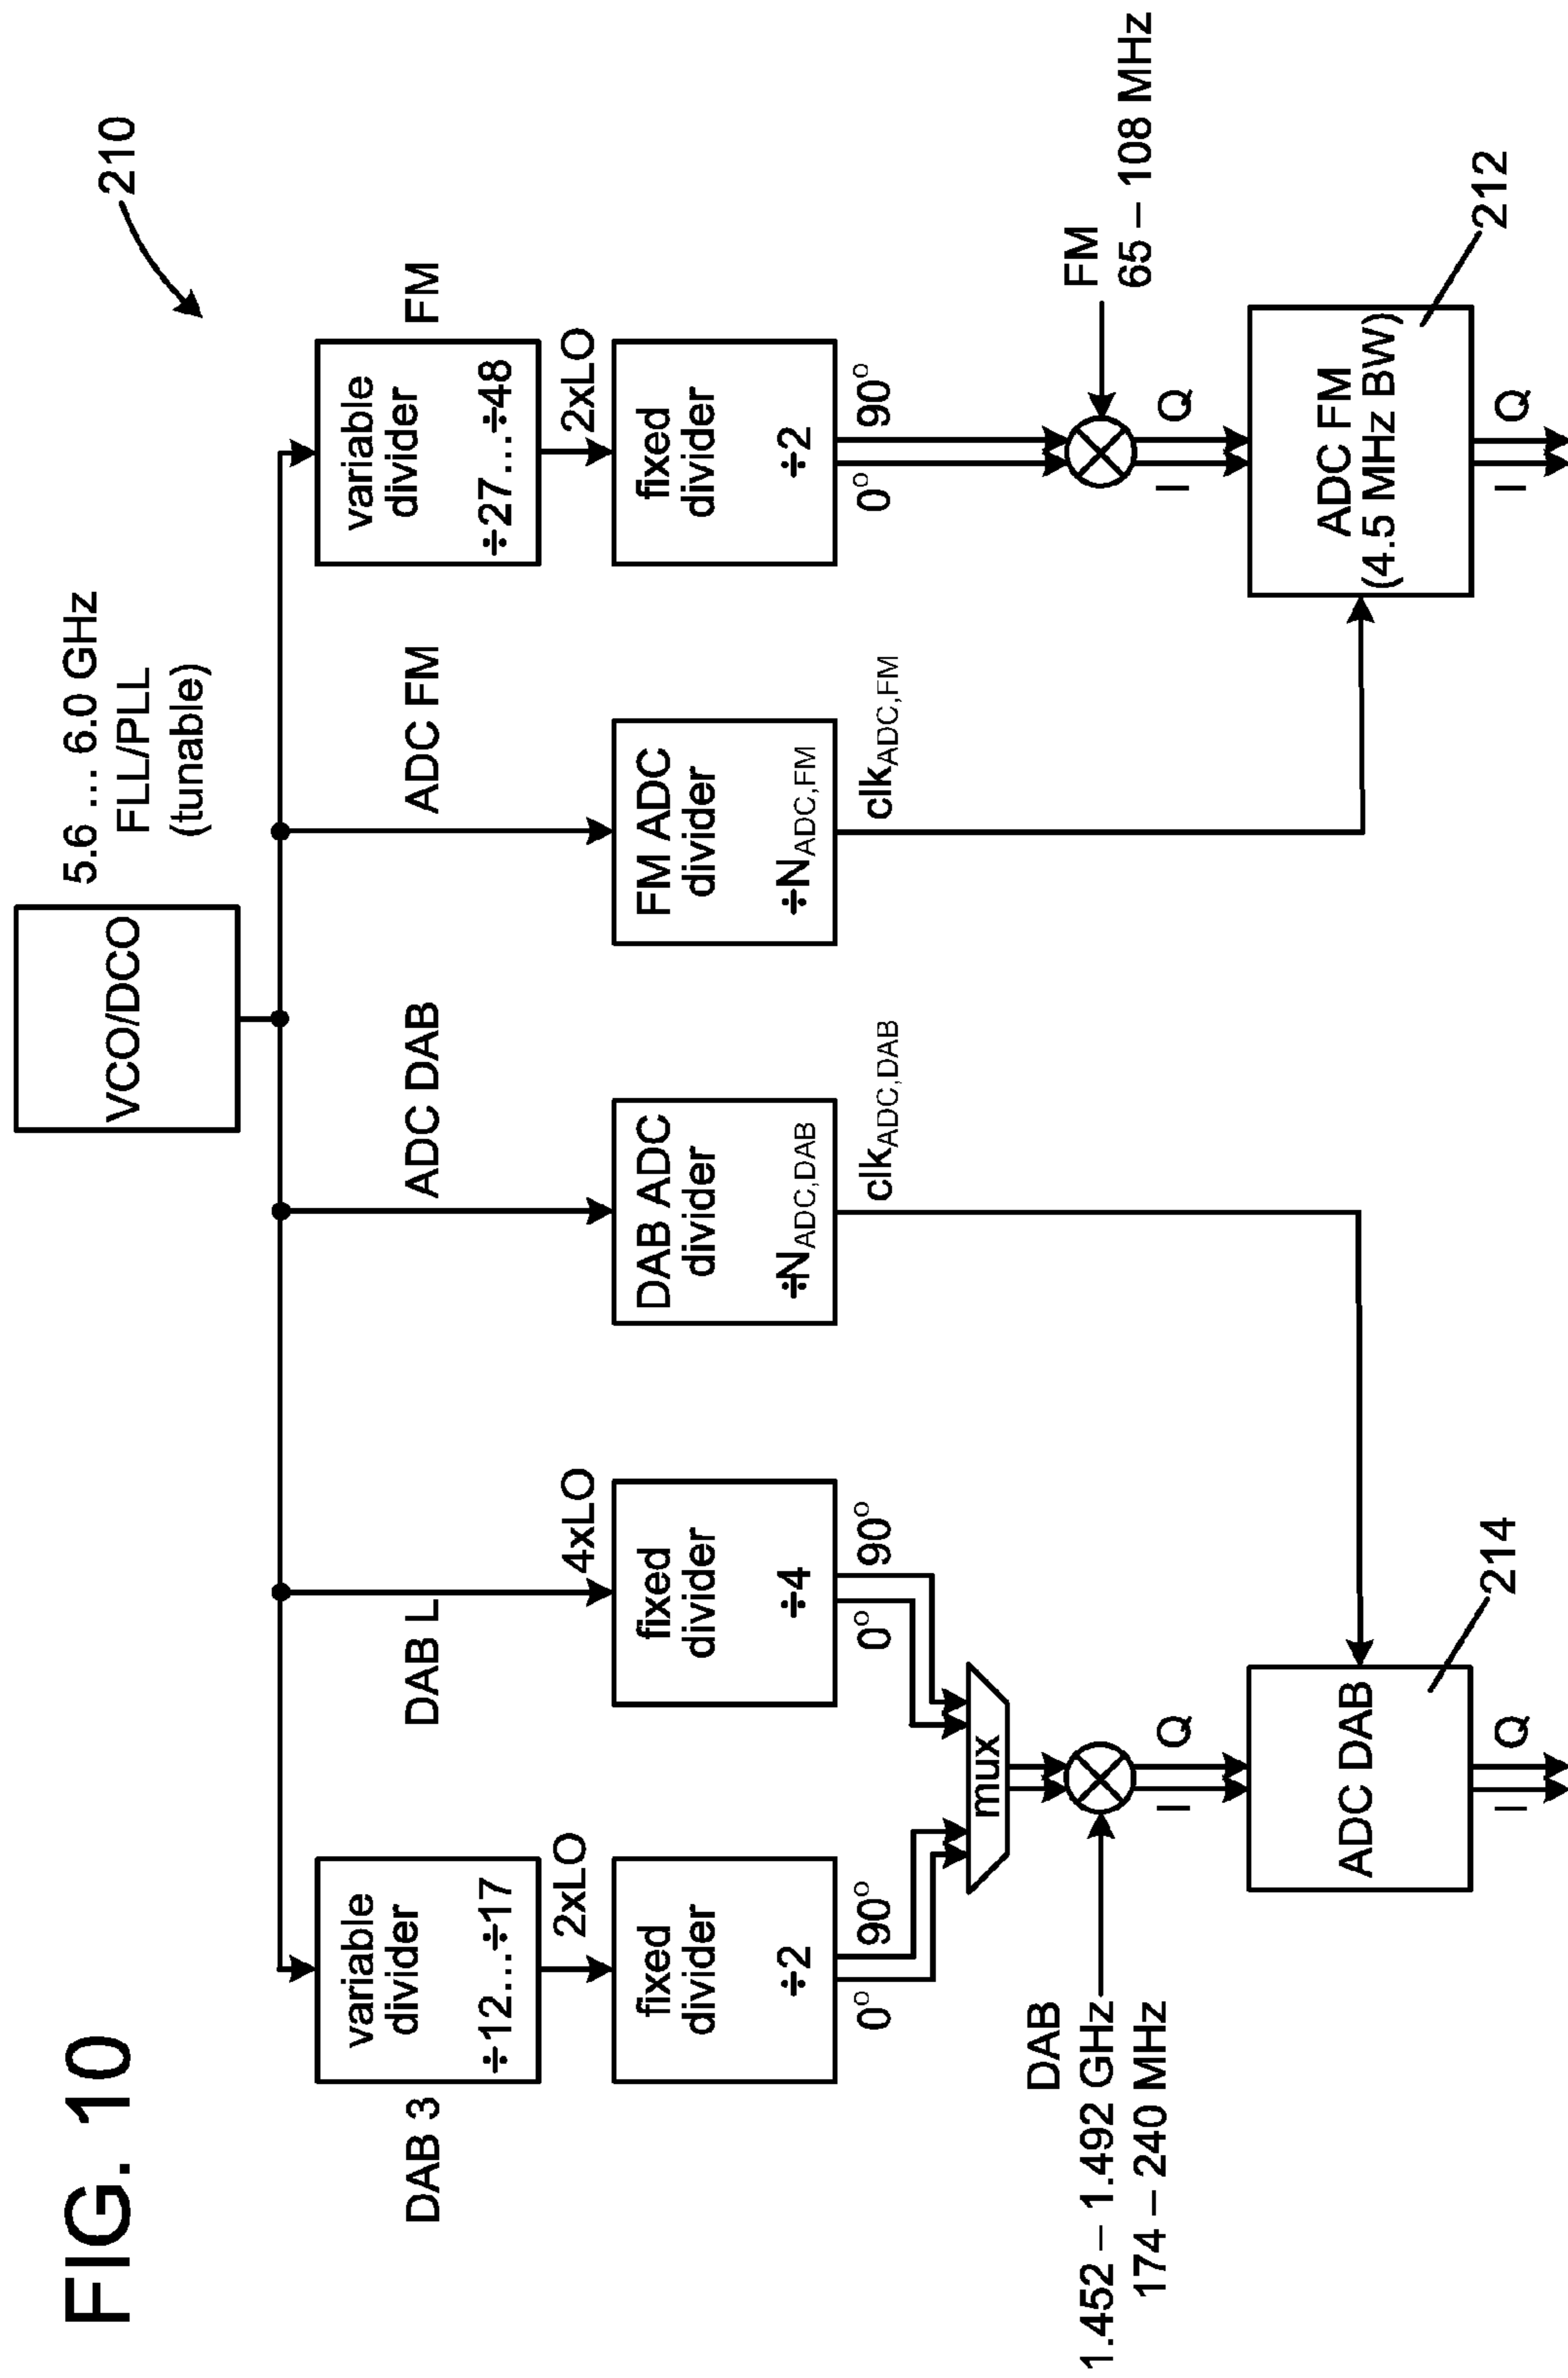 FIG. 10
210
VCO/DCO
5.6 ... 6.0 GHz
FLL/PLL
(tunable)
DAB 3
DAB L
ADC DAB
ADC FM
FM
variable
divider
÷12...÷17
variable
divider
÷27...÷48
2xLO
4xLO
2xLO
fixed
divider
÷2
fixed
divider
÷4
DAB ADC
divider
÷N_ADC,DAB
FM ADC
divider
÷N_ADC,FM
fixed
divider
÷2
0° 90°
0° 90°
clk_ADC,DAB
clk_ADC,FM
0° 90°
mux
DAB
1.452 – 1.492 GHz
174 – 240 MHz
FM
65 – 108 MHz
I Q
I Q
ADC DAB
214
ADC FM
(4.5 MHz BW)
212
I Q
I Q